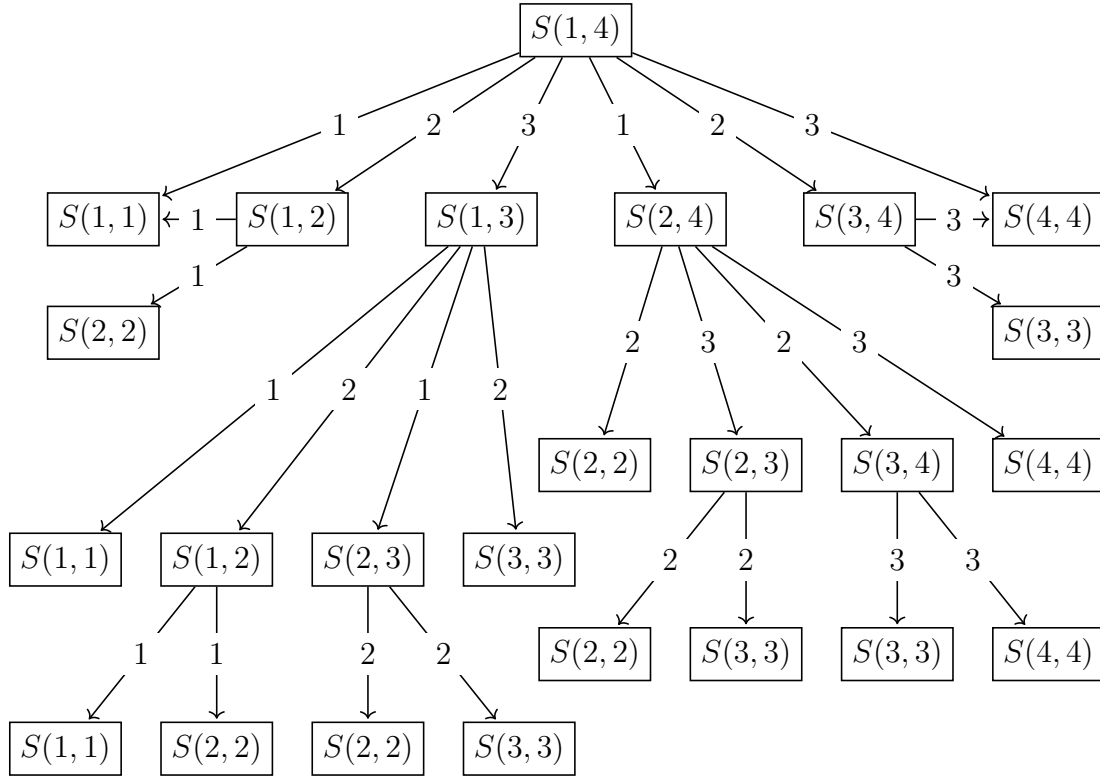 S(1, 4)
1 2 3 1 2 3
S(1, 1) 1 S(1, 2) S(1, 3) S(2, 4) S(3, 4) 3 S(4, 4)
1 3
S(2, 2) S(3, 3)
2 3 2 3
1 2 1 2
S(2, 2) S(2, 3) S(3, 4) S(4, 4)
S(1, 1) S(1, 2) S(2, 3) S(3, 3)
2 2 3 3
1 1 2 2
S(2, 2) S(3, 3) S(3, 3) S(4, 4)
S(1, 1) S(2, 2) S(2, 2) S(3, 3)